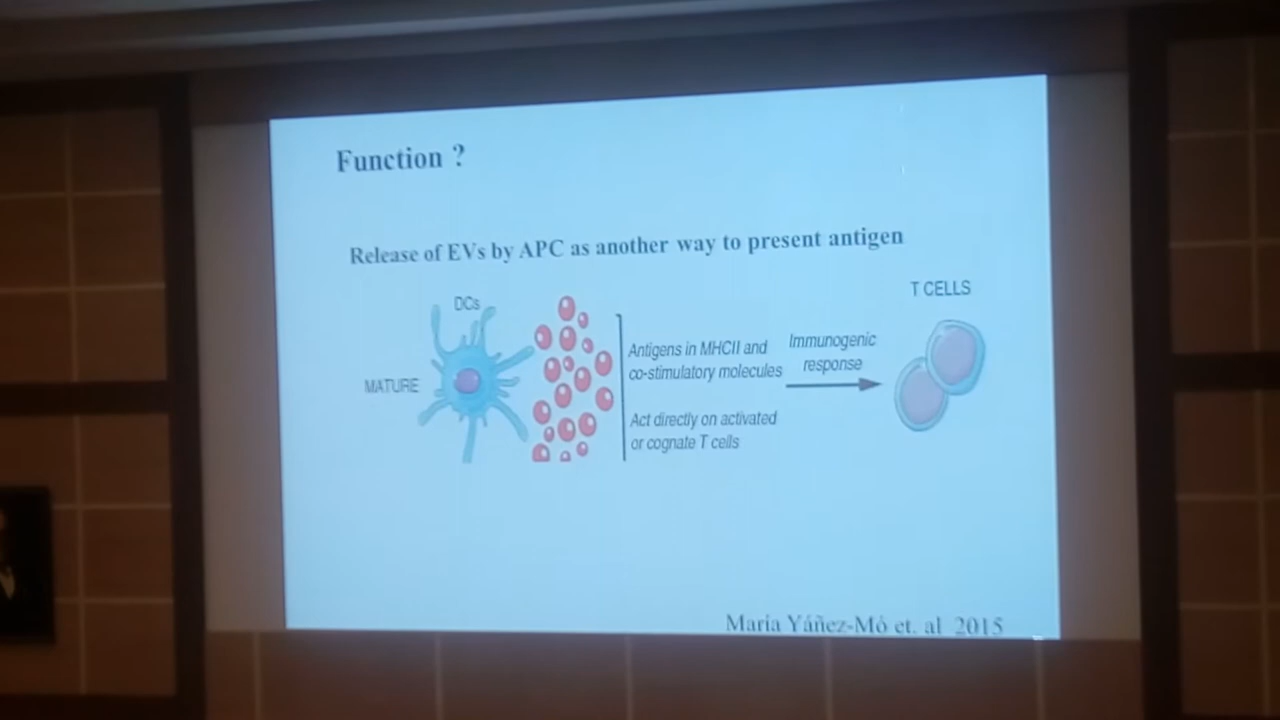 Function ?
Release of EVs by APC as another way to present antigen
DCs
T CELLS
MATURE
Antigens in MHCII and
co-stimulatory molecules
Act directly on activated
or cognate T cells
Immunogenic
response
Maria Yáñez-Mó et. al 2015